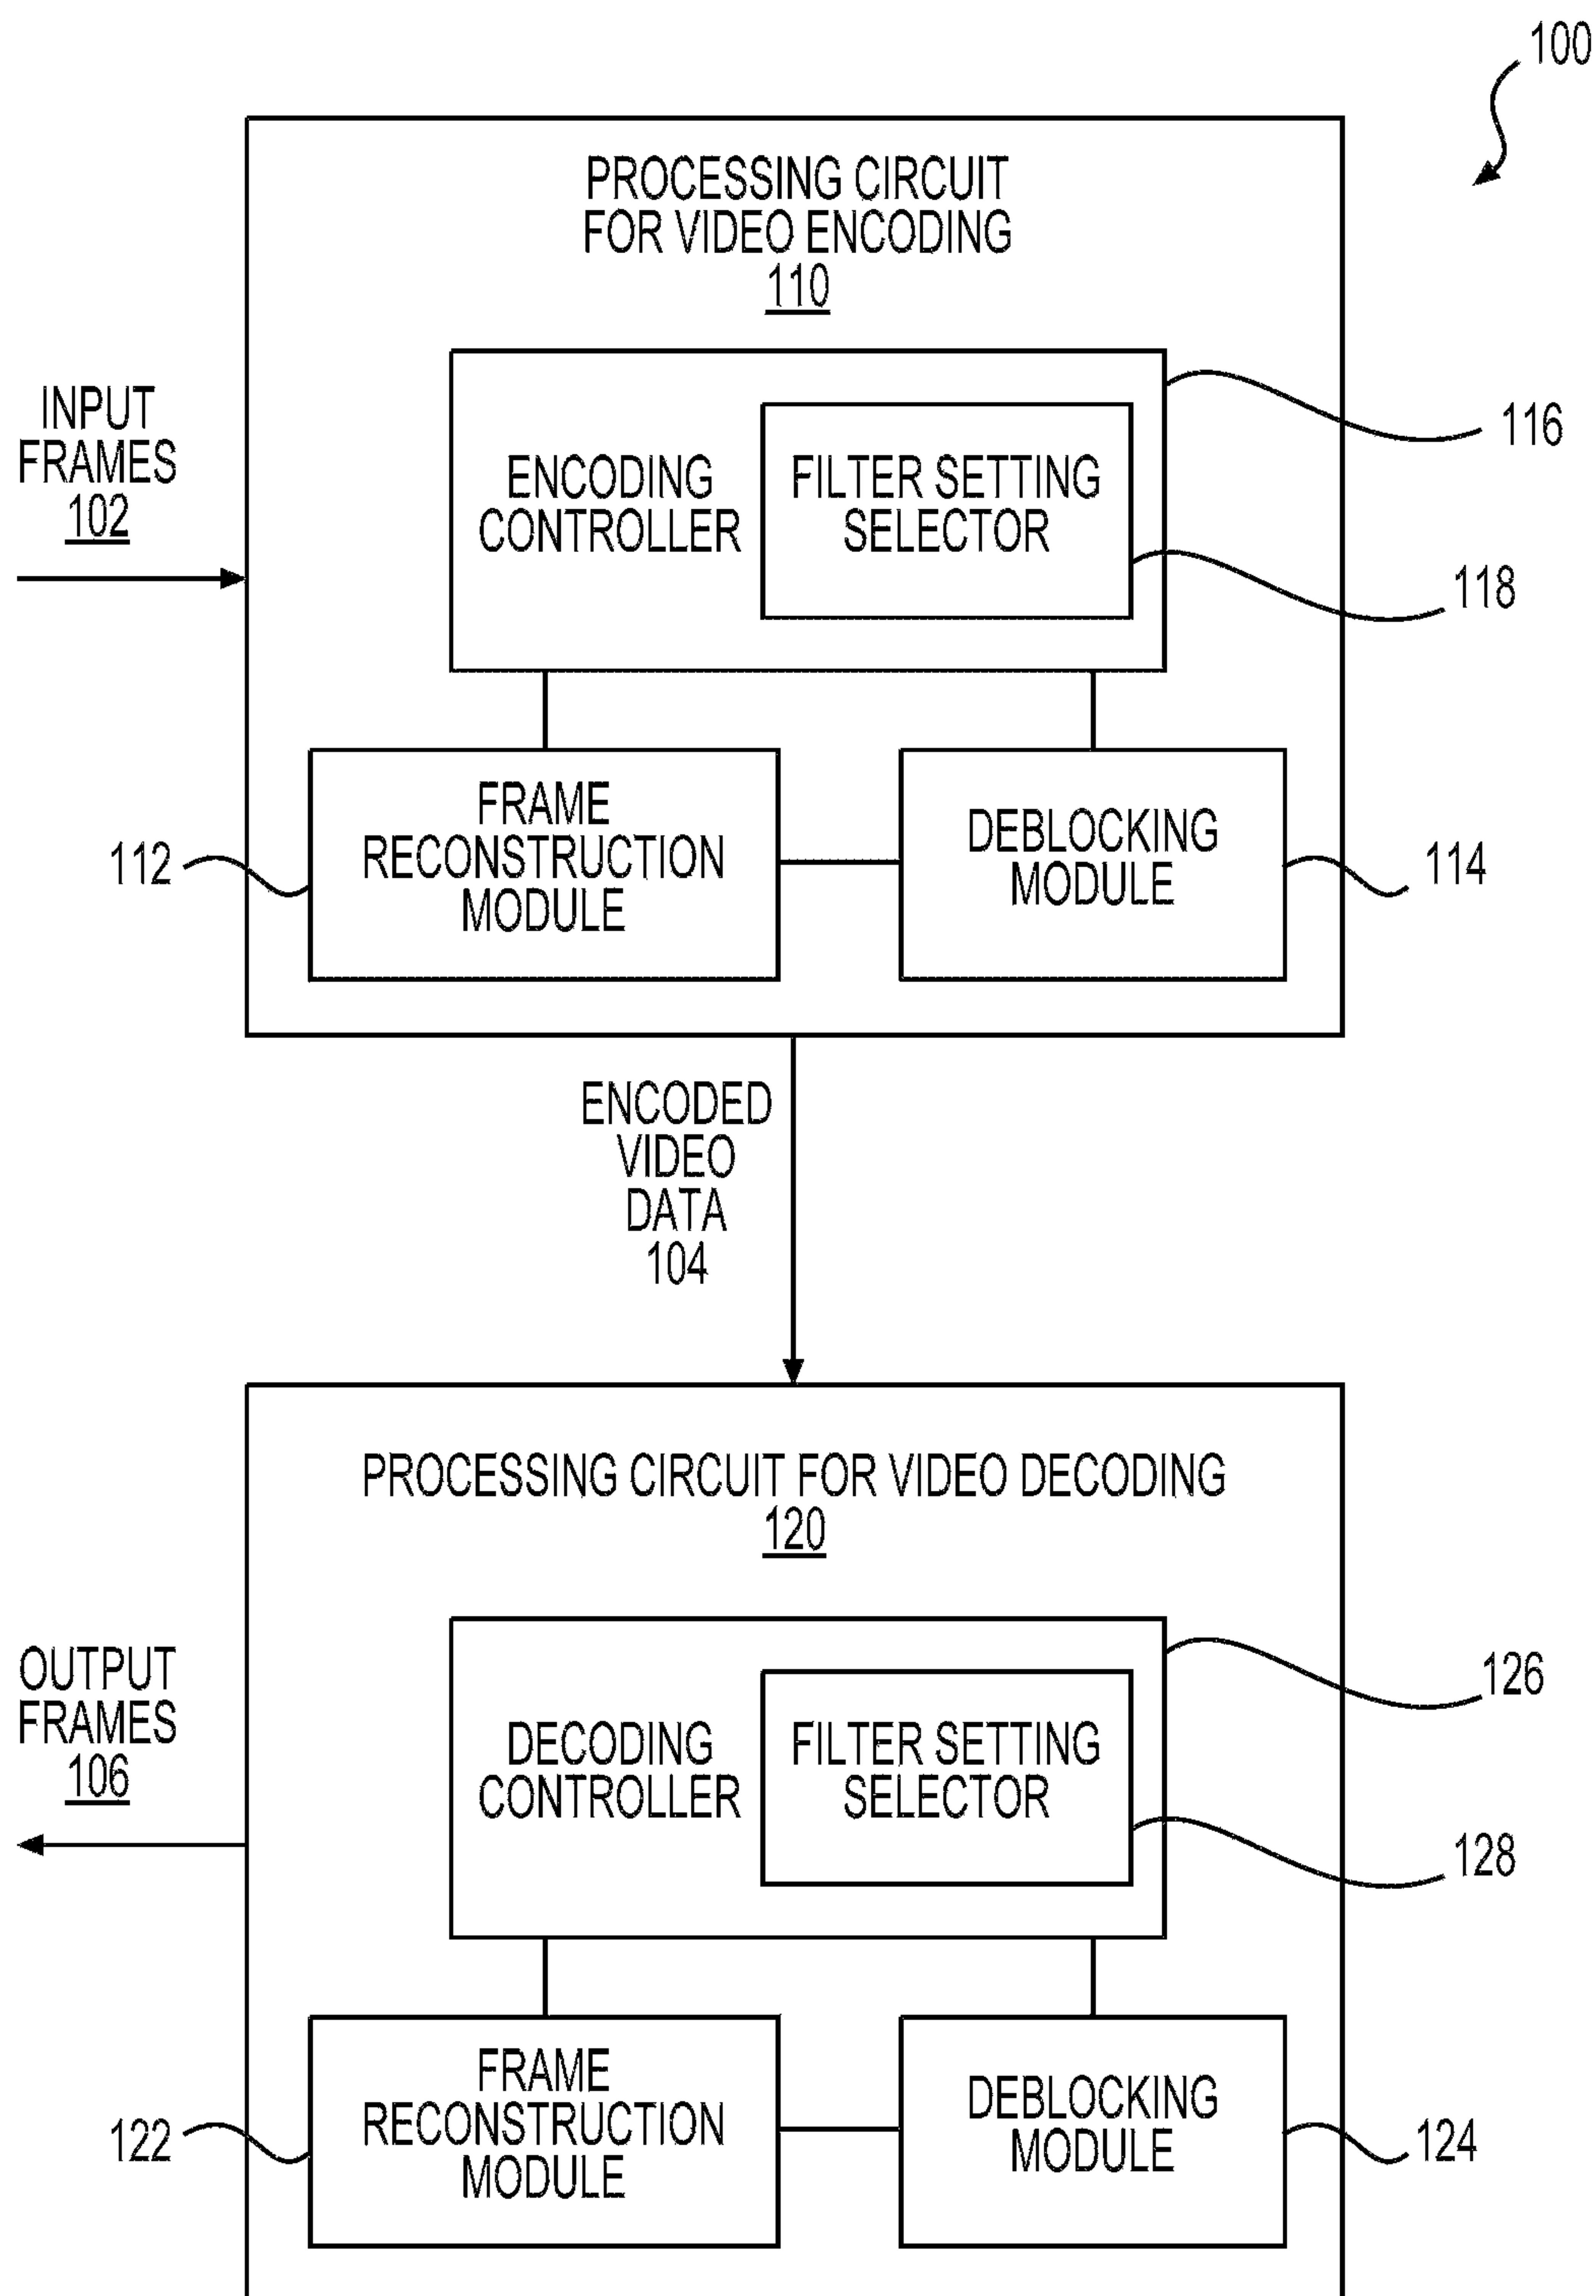 100
PROCESSING CIRCUIT
FOR VIDEO ENCODING
110
INPUT
FRAMES
102
ENCODING
CONTROLLER
FILTER SETTING
SELECTOR
116
118
FRAME
RECONSTRUCTION
MODULE
112
DEBLOCKING
MODULE
114
ENCODED
VIDEO
DATA
104
PROCESSING CIRCUIT FOR VIDEO DECODING
120
OUTPUT
FRAMES
106
DECODING
CONTROLLER
FILTER SETTING
SELECTOR
126
128
FRAME
RECONSTRUCTION
MODULE
122
DEBLOCKING
MODULE
124